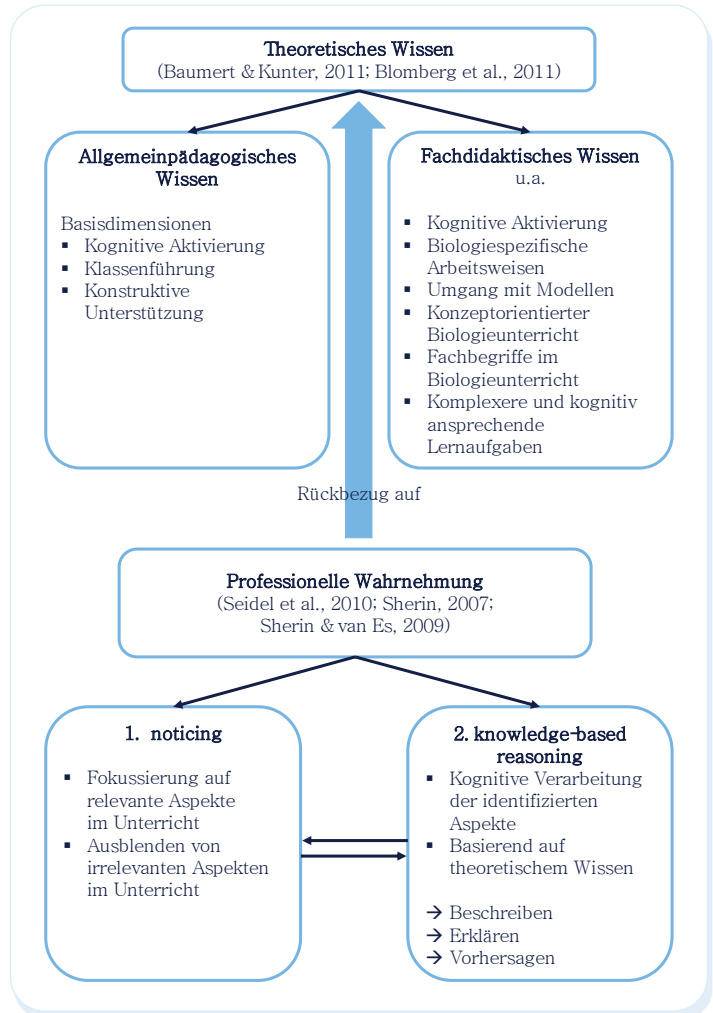 Theoretisches Wissen
(Baumert & Kunter, 2011; Blomberg et al., 2011)
Allgemeinpädagogisches
Wissen
Basisdimensionen
▪ Kognitive Aktivierung
▪ Klassenführung
▪ Konstruktive
Unterstützung
Fachdidaktisches Wissen
u.a.
▪ Kognitive Aktivierung
▪ Biologiespezifische
Arbeitsweisen
▪ Umgang mit Modellen
▪ Konzeptorientierter
Biologieunterricht
▪ Fachbegriffe im
Biologieunterricht
▪ Komplexere und kognitiv
ansprechende
Lernaufgaben
Rückbezug auf
Professionelle Wahrnehmung
(Seidel et al., 2010; Sherin, 2007;
Sherin & van Es, 2009)
1. noticing
▪ Fokussierung auf
relevante Aspekte
im Unterricht
▪ Ausblenden von
irrelevanten Aspekten
im Unterricht
2. knowledge-based
reasoning
▪ Kognitive Verarbeitung
der identifizierten
Aspekte
▪ Basierend auf
theoretischem Wissen
→ Beschreiben
→ Erklären
→ Vorhersagen